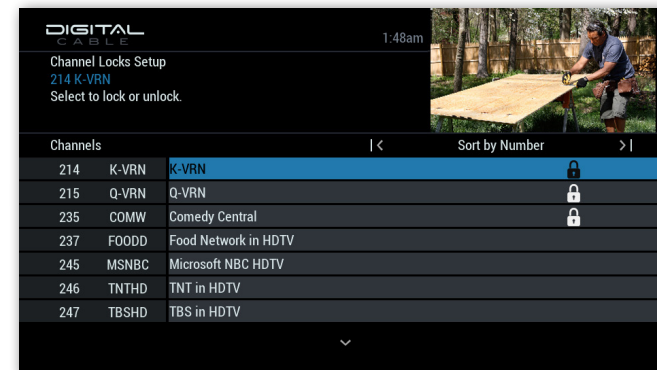 DIGITAL
CABLE
1:48am
Channel Locks Setup
214 K-VRN
Select to lock or unlock.
Channels |< Sort by Number >|
214 K-VRN K-VRN
215 Q-VRN Q-VRN
235 COMW Comedy Central
237 FOODD Food Network in HDTV
245 MSNBC Microsoft NBC HDTV
246 TNTHD TNT in HDTV
247 TBSHD TBS in HDTV